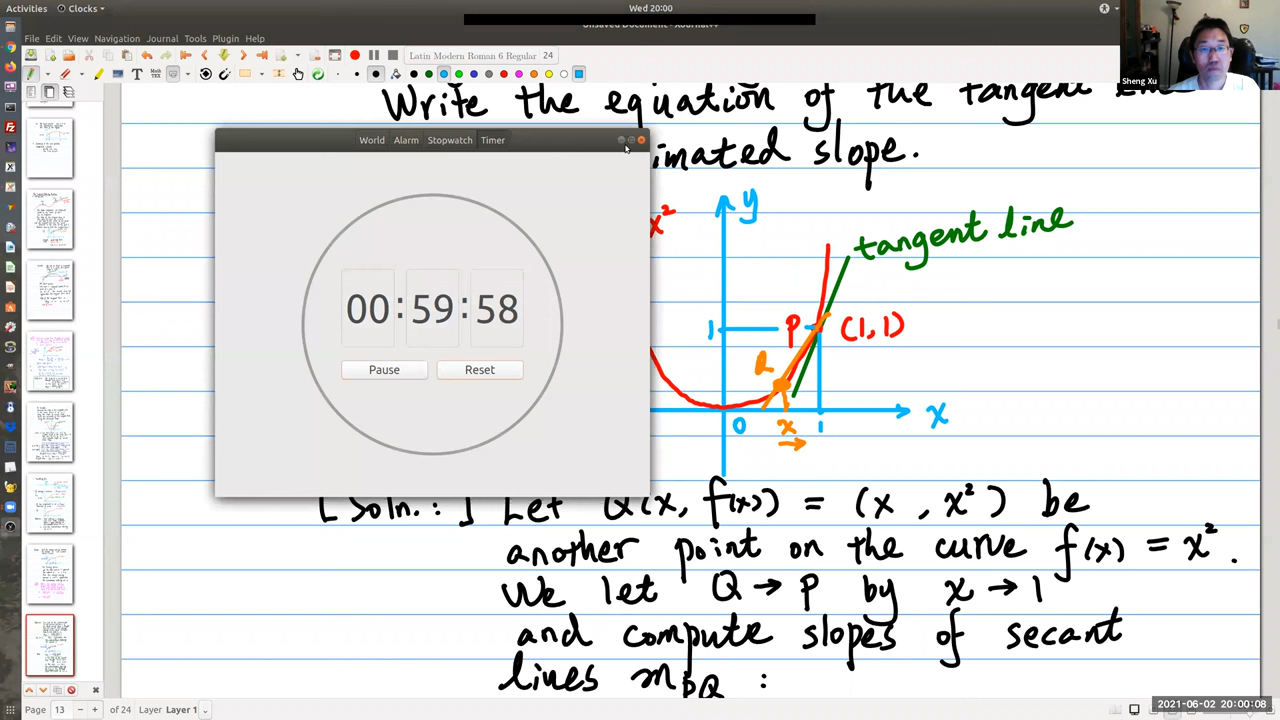 Activities
Clocks
Wed 20:00
Unsaved Document - Xournal++
File Edit View Navigation Journal Tools Plugin Help
Latin Modern Roman 6 Regular 24
Sheng Xu
Write the equation of the tangent line
imated slope.
World Alarm Stopwatch Timer
00:59:58
Pause Reset
x²
y
tangent line
1
P
(1,1)
Q
0
x
1
x
[Soln.:] Let Q(x, f(x)) = (x, x²) be
another point on the curve f(x) = x².
We let Q → P by x → 1
and compute slopes of secant
lines m_PQ :
Page 13 of 24 Layer Layer 1
2021-06-02 20:00:08